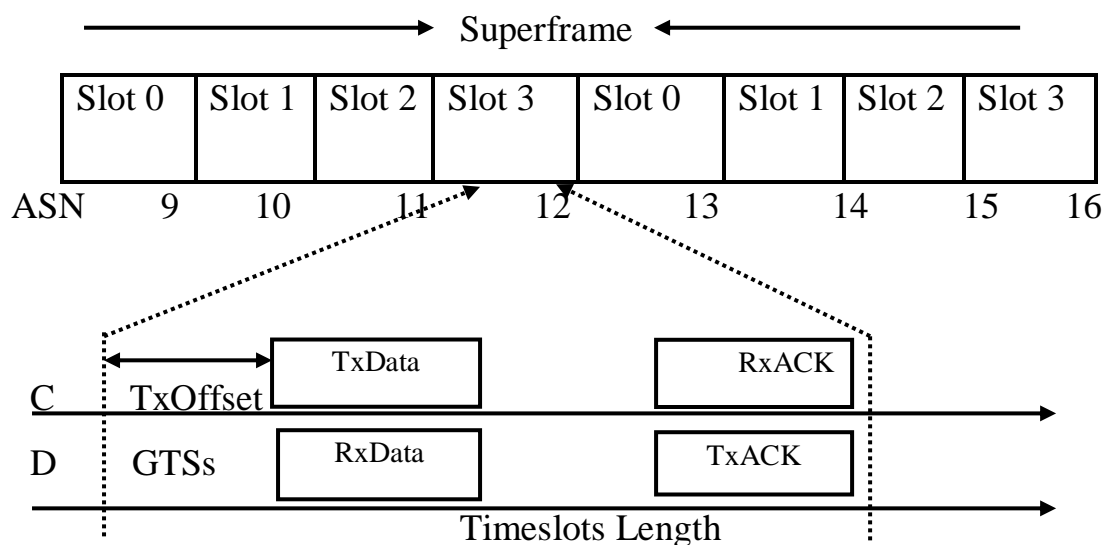 Superframe
Slot 0 Slot 1 Slot 2 Slot 3 Slot 0 Slot 1 Slot 2 Slot 3
ASN 9 10 11 12 13 14 15 16
TxData RxACK
C TxOffset
D GTSs RxData TxACK
Timeslots Length